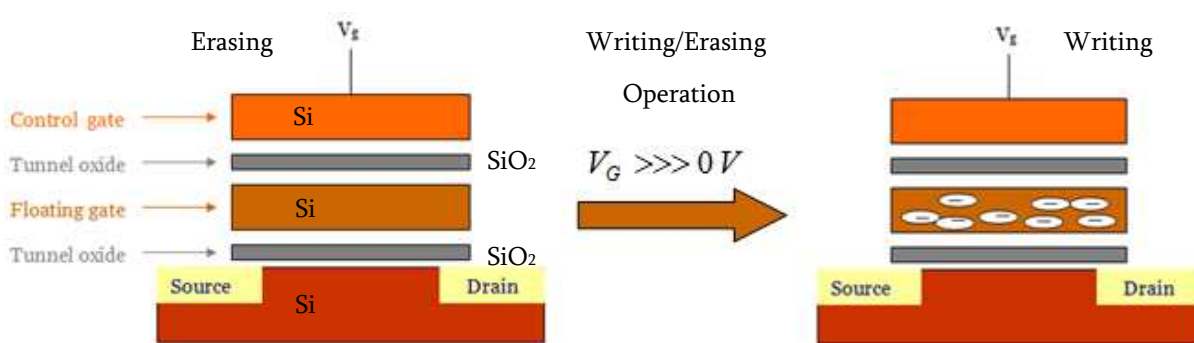 Erasing
Vg
Control gate
Si
Tunnel oxide
SiO2
Floating gate
Si
Tunnel oxide
SiO2
Source
Drain
Si
Writing/Erasing
Operation
V_G >>> 0 V
Vg
Writing
Source
Drain